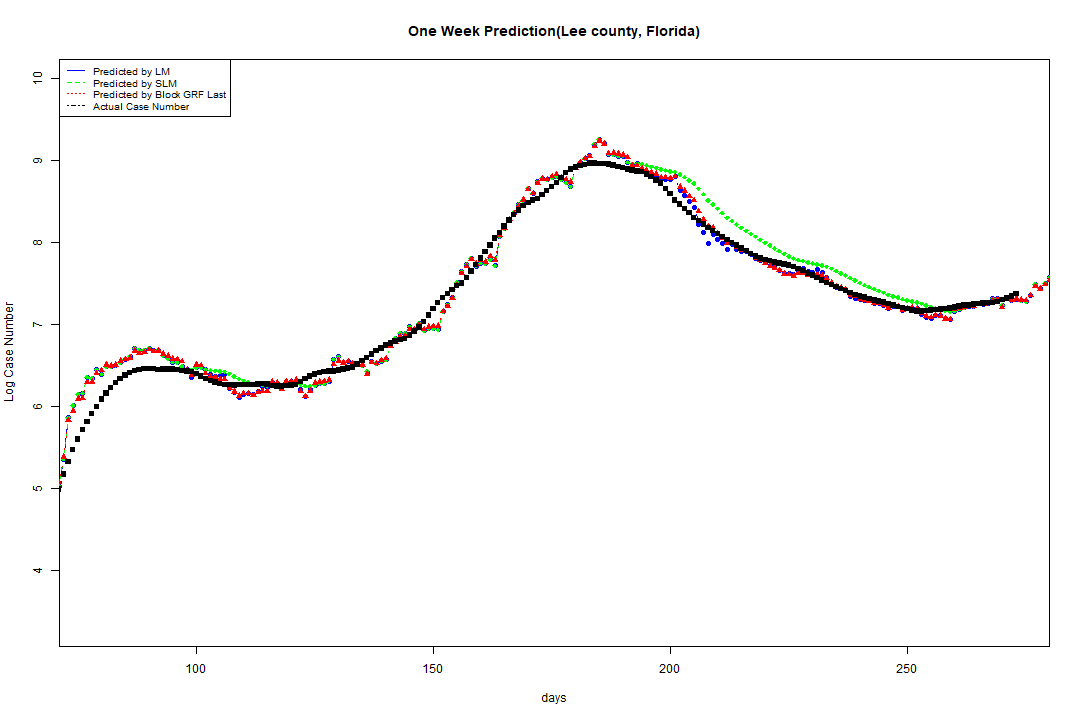 One Week Prediction(Lee county, Florida)
Predicted by LM
Predicted by SLM
Predicted by Block GRF Last
Actual Case Number
10
9
8
7
6
5
4
Log Case Number
100
150
200
250
days